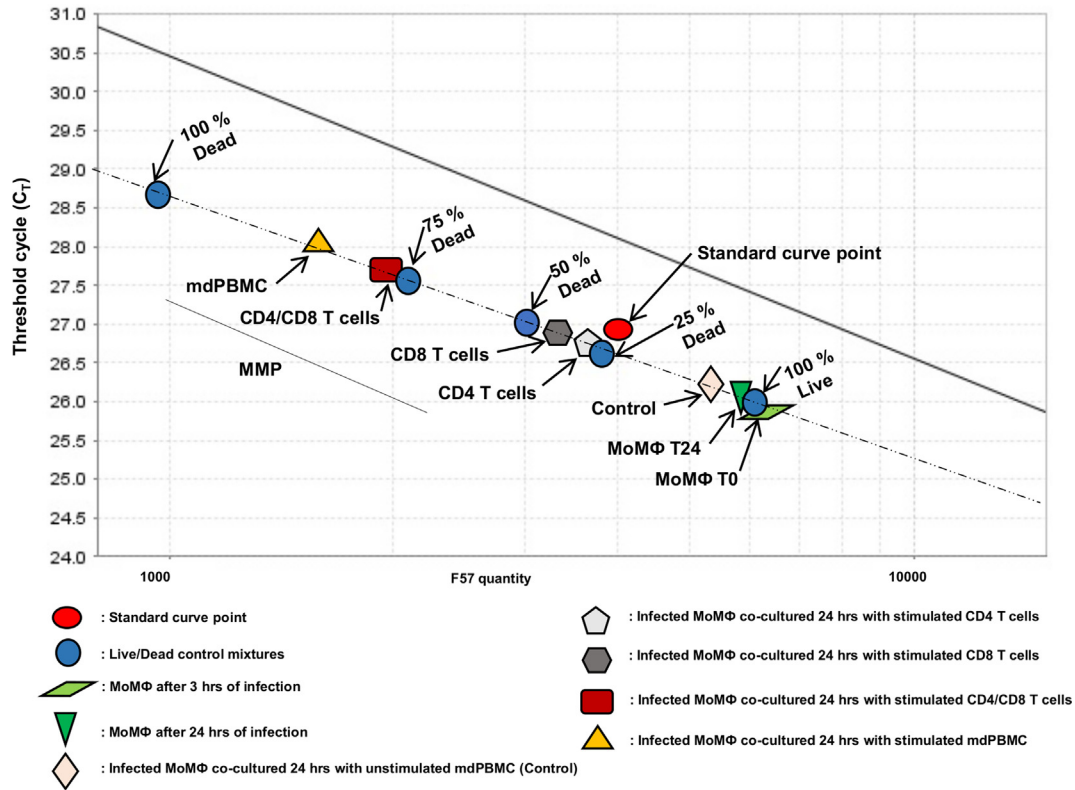 31.0
30.5
30.0
29.5
29.0
28.5
28.0
27.5
27.0
26.5
26.0
25.5
25.0
24.5
24.0
Threshold cycle (CT)
100 %
Dead
75 %
Dead
mdPBMC
CD4/CD8 T cells
50 %
Dead
Standard curve point
25 %
Dead
CD8 T cells
MMP
CD4 T cells
100 %
Live
Control
MoMΦ T24
MoMΦ T0
1000
F57 quantity
10000
: Standard curve point
: Live/Dead control mixtures
: MoMΦ after 3 hrs of infection
: MoMΦ after 24 hrs of infection
: Infected MoMΦ co-cultured 24 hrs with unstimulated mdPBMC (Control)
: Infected MoMΦ co-cultured 24 hrs with stimulated CD4 T cells
: Infected MoMΦ co-cultured 24 hrs with stimulated CD8 T cells
: Infected MoMΦ co-cultured 24 hrs with stimulated CD4/CD8 T cells
: Infected MoMΦ co-cultured 24 hrs with stimulated mdPBMC